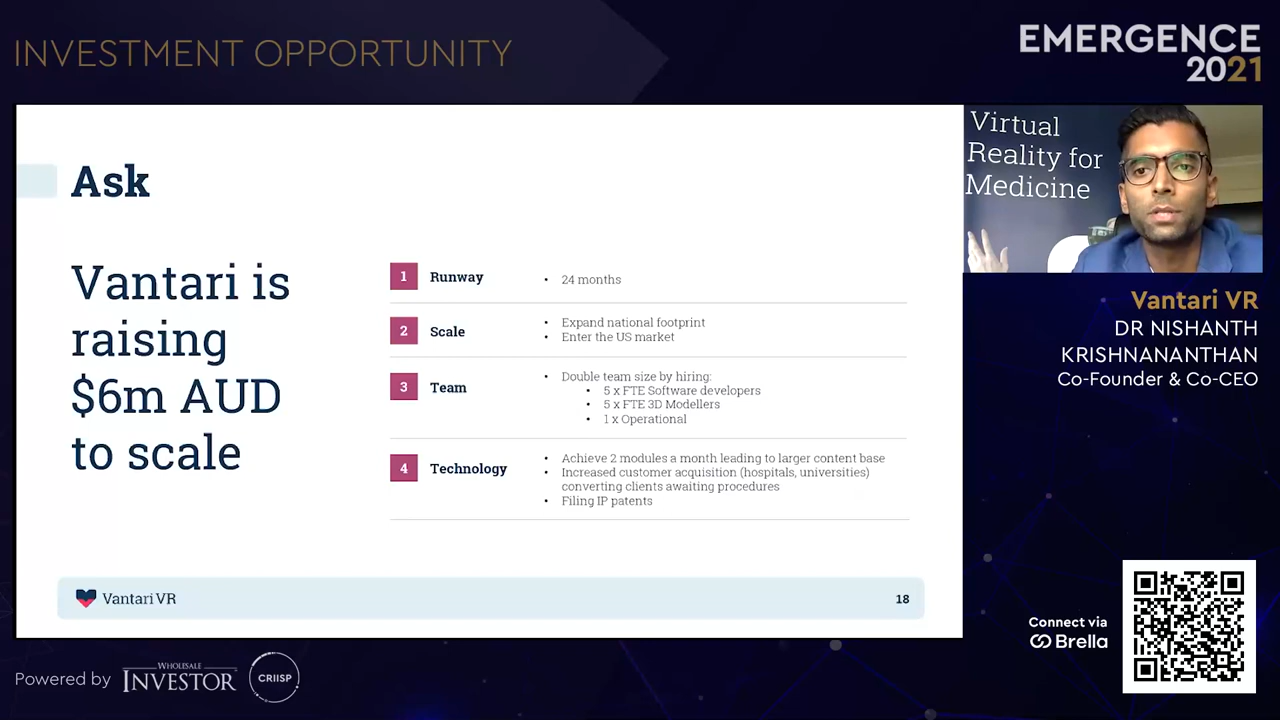 INVESTMENT OPPORTUNITY
EMERGENCE
2021
Ask
Vantari is
raising
$6m AUD
to scale
1 Runway
• 24 months
2 Scale
• Expand national footprint
• Enter the US market
3 Team
• Double team size by hiring:
• 5 x FTE Software developers
• 5 x FTE 3D Modellers
• 1 x Operational
4 Technology
• Achieve 2 modules a month leading to larger content base
• Increased customer acquisition (hospitals, universities)
converting clients awaiting procedures
• Filing IP patents
Vantari VR
18
Virtual
Reality for
Medicine
Vantari VR
DR NISHANTH
KRISHNANANTHAN
Co-Founder & Co-CEO
Connect via
Brella
Powered by
WHOLESALE
INVESTOR
CRIISP